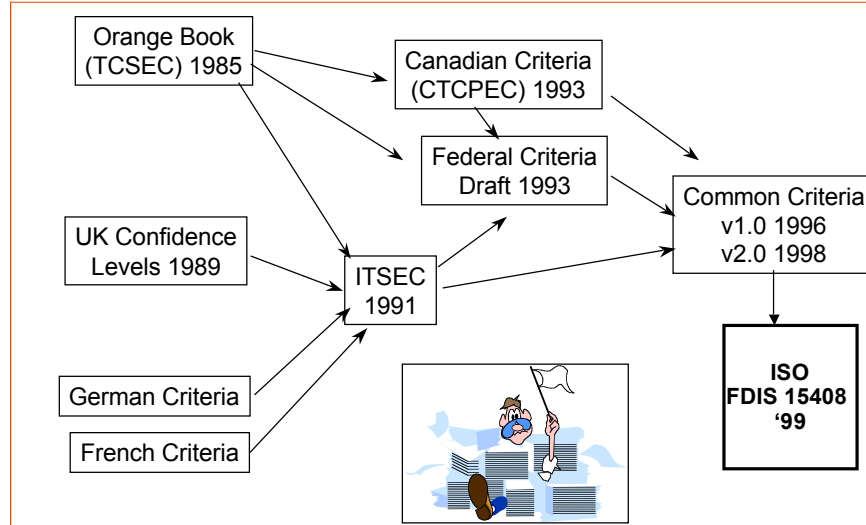 Orange Book
(TCSEC) 1985
Canadian Criteria
(CTCPEC) 1993
Federal Criteria
Draft 1993
Common Criteria
v1.0 1996
v2.0 1998
UK Confidence
Levels 1989
ITSEC
1991
ISO
FDIS 15408
‘99
German Criteria
French Criteria